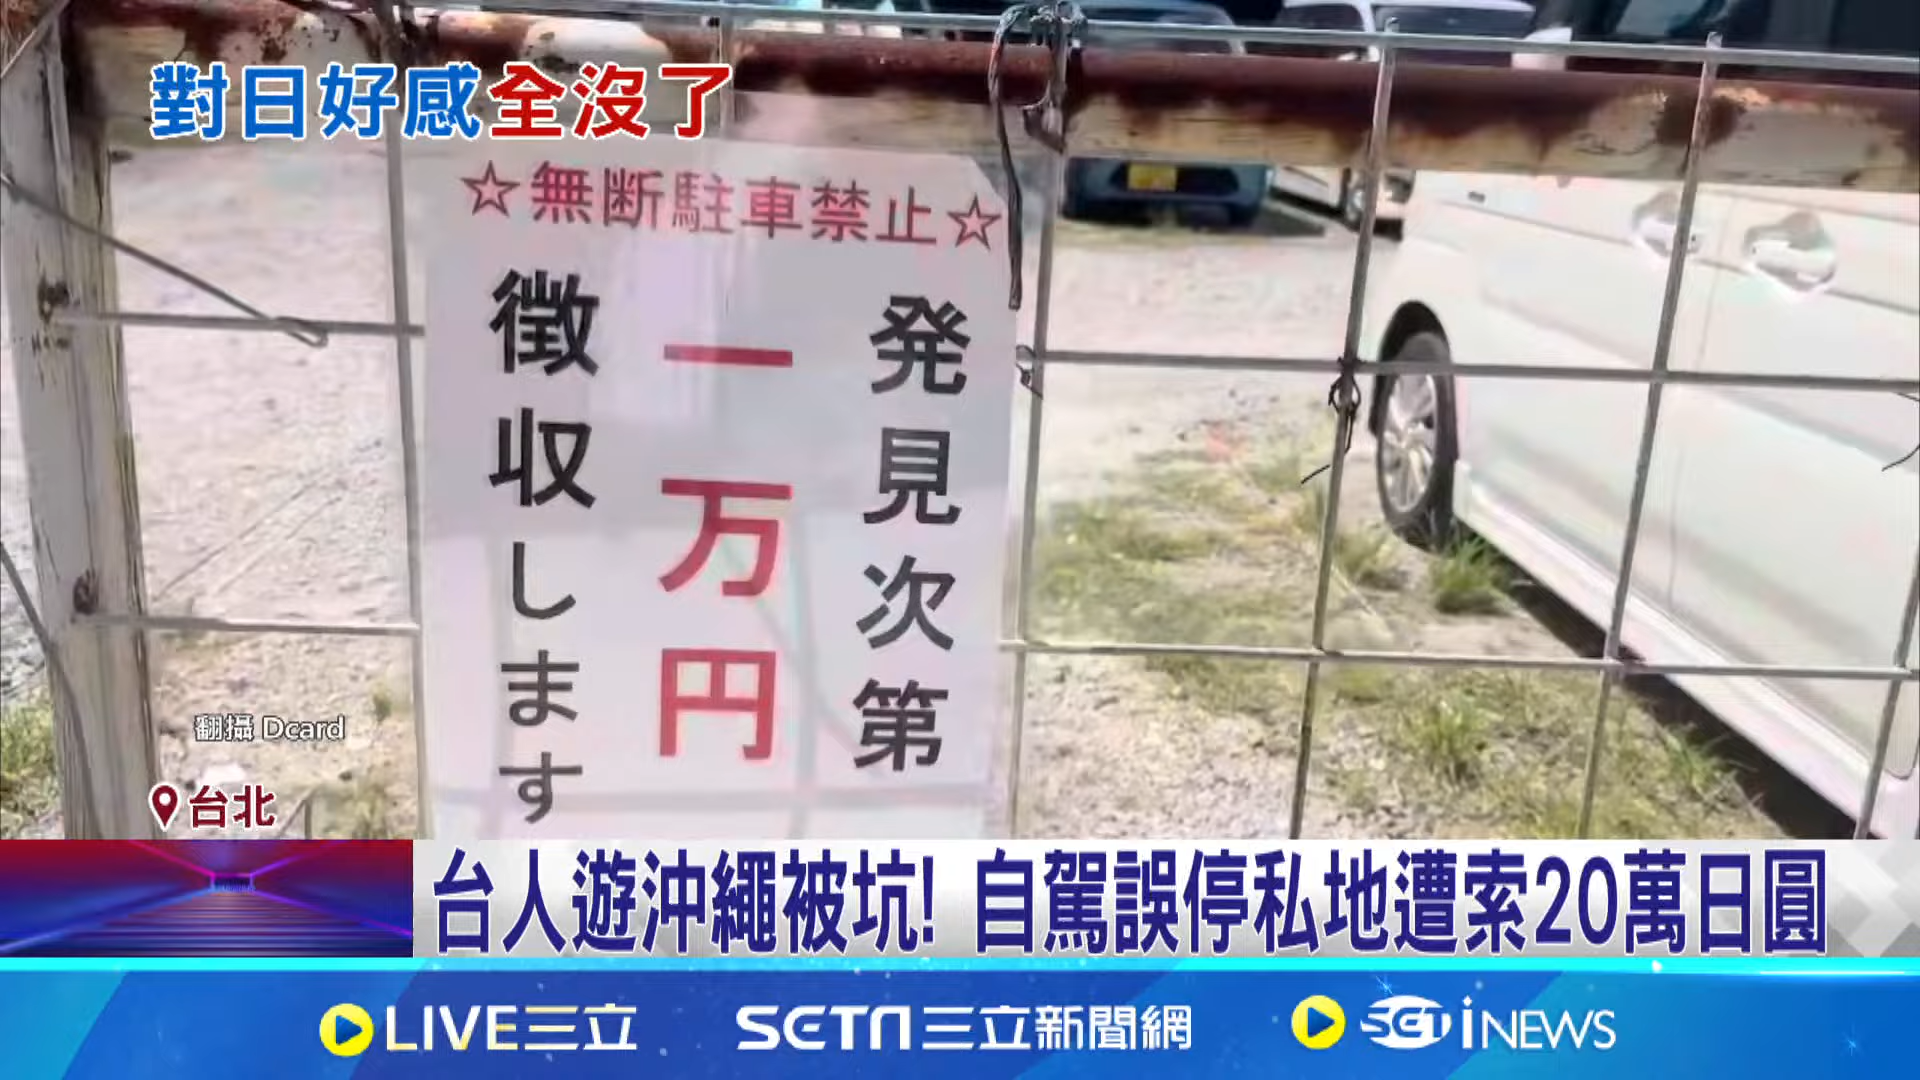 對日好感全沒了
☆無断駐車禁止☆
発見次第
一万円
徴収します
翻攝 Dcard
台北
台人遊沖繩被坑! 自駕誤停私地遭索20萬日圓
LIVE三立
SETN三立新聞網
SETiNEWS